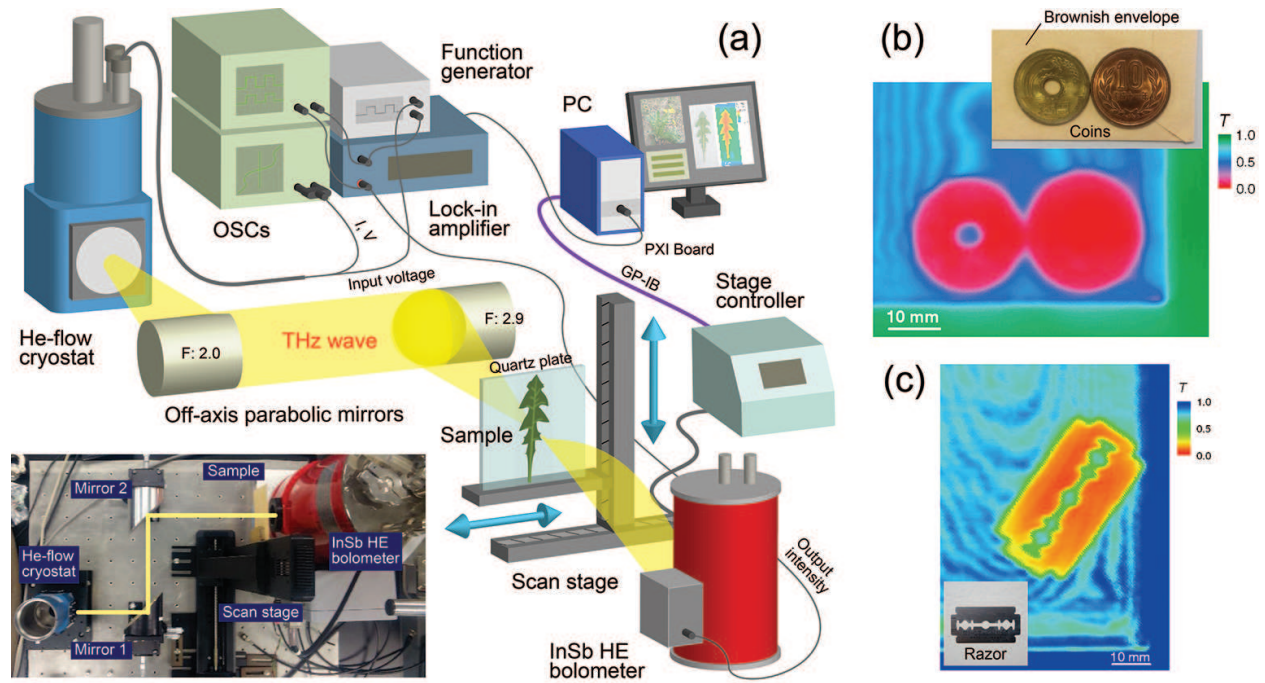 (a)
Function
generator
PC
OSCs
Lock-in
amplifier
I, V
Input voltage
PXI Board
GP-IB
Stage
controller
He-flow
cryostat
F: 2.0
THz wave
F: 2.9
Off-axis parabolic mirrors
Quartz plate
Sample
Scan stage
InSb HE
bolometer
Output
intensity
Sample
Mirror 2
He-flow
cryostat
InSb HE
bolometer
Scan stage
Mirror 1
(b)
Brownish envelope
10
Coins
T
1.0
0.5
0.0
10 mm
(c)
T
1.0
0.5
0.0
Razor
10 mm